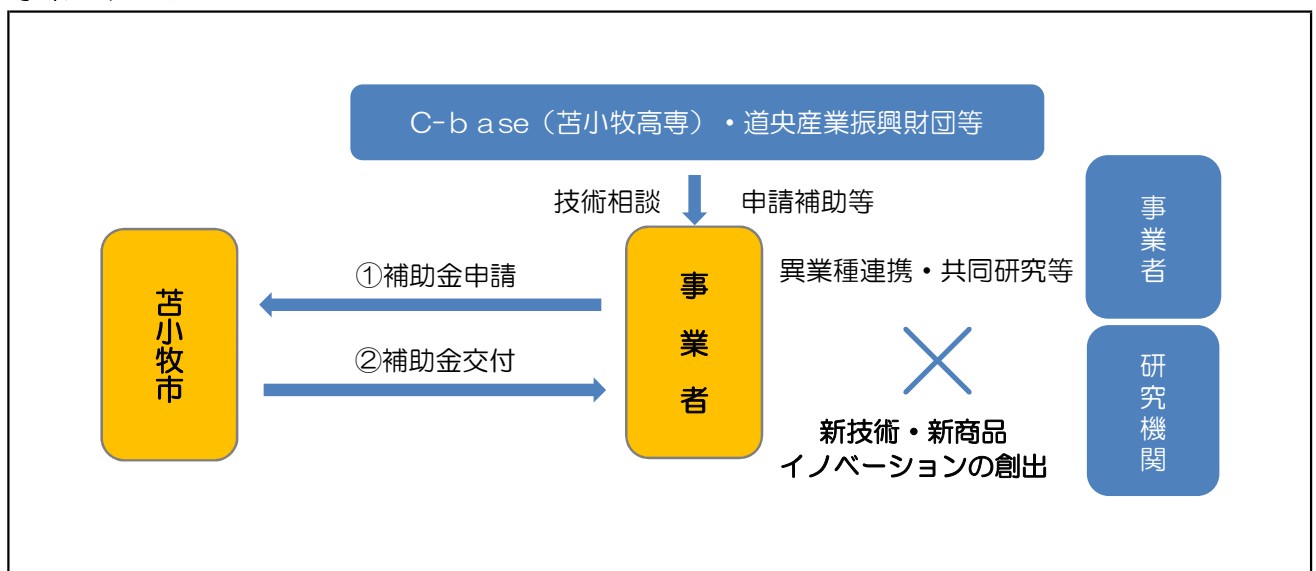 C-base（苫小牧高専）・道央産業振興財団等
技術相談
申請補助等
事業者
異業種連携・共同研究等
①補助金申請
苫小牧市
事業者
②補助金交付
研究機関
新技術・新商品
イノベーションの創出